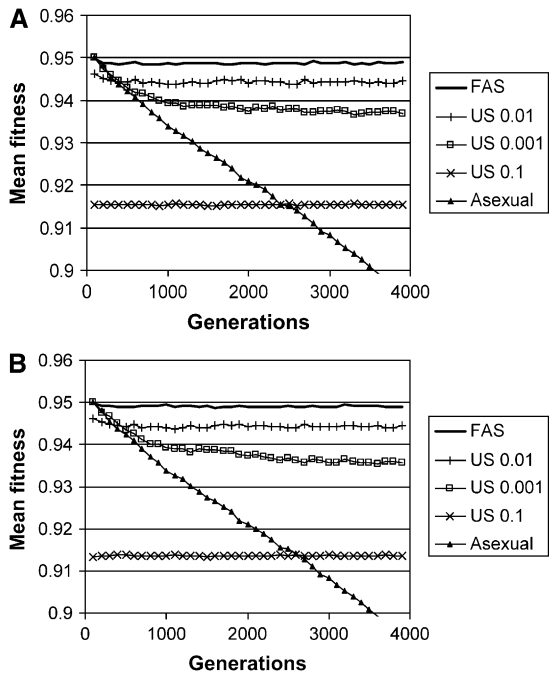 A
0.96
0.95
0.94
0.93
0.92
0.91
0.9
Mean fitness
0 1000 2000 3000 4000
Generations
FAS
US 0.01
US 0.001
US 0.1
Asexual
B
0.96
0.95
0.94
0.93
0.92
0.91
0.9
Mean fitness
0 1000 2000 3000 4000
Generations
FAS
US 0.01
US 0.001
US 0.1
Asexual